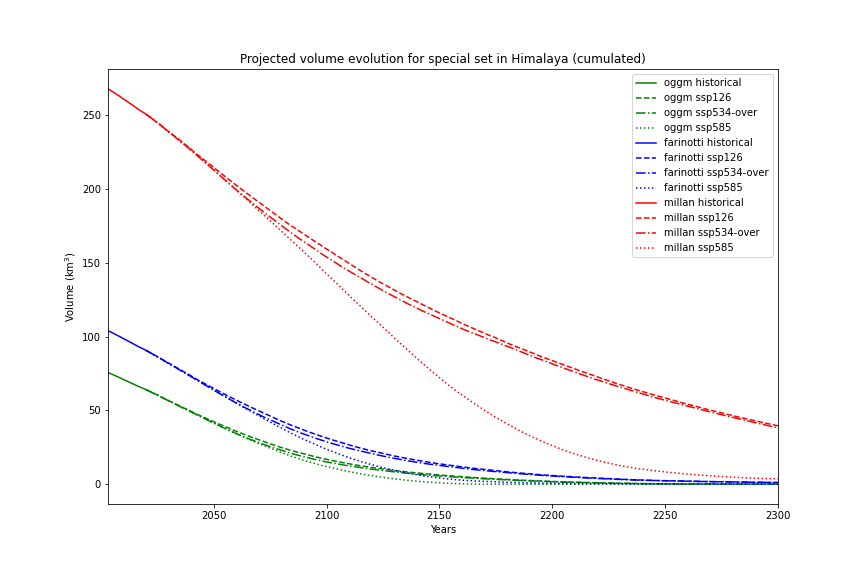 Projected volume evolution for special set in Himalaya (cumulated)
oggm historical
oggm ssp126
oggm ssp534-over
oggm ssp585
farinotti historical
farinotti ssp126
farinotti ssp534-over
farinotti ssp585
millan historical
millan ssp126
millan ssp534-over
millan ssp585
Volume (km³)
250
200
150
100
50
0
2050 2100 2150 2200 2250 2300
Years